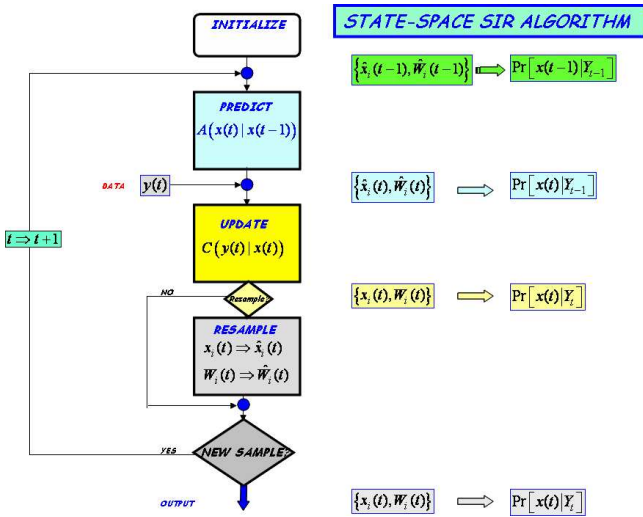 INITIALIZE
STATE-SPACE SIR ALGORITHM
{x̂ᵢ(t−1),Ŵᵢ(t−1)} ⇨ Pr[x(t−1)|Yₜ₋₁]
PREDICT
A(x(t)|x(t−1))
DATA y(t)
{x̂ᵢ(t),Ŵᵢ(t)} ⇨ Pr[x(t)|Yₜ₋₁]
t⇒t+1
UPDATE
C(y(t)|x(t))
NO
Resample?
{xᵢ(t),Wᵢ(t)} ⇨ Pr[x(t)|Yₜ]
RESAMPLE
xᵢ(t)⇒x̂ᵢ(t)
Wᵢ(t)⇒Ŵᵢ(t)
YES
NEW SAMPLE?
OUTPUT
{xᵢ(t),Wᵢ(t)} ⇨ Pr[x(t)|Yₜ]